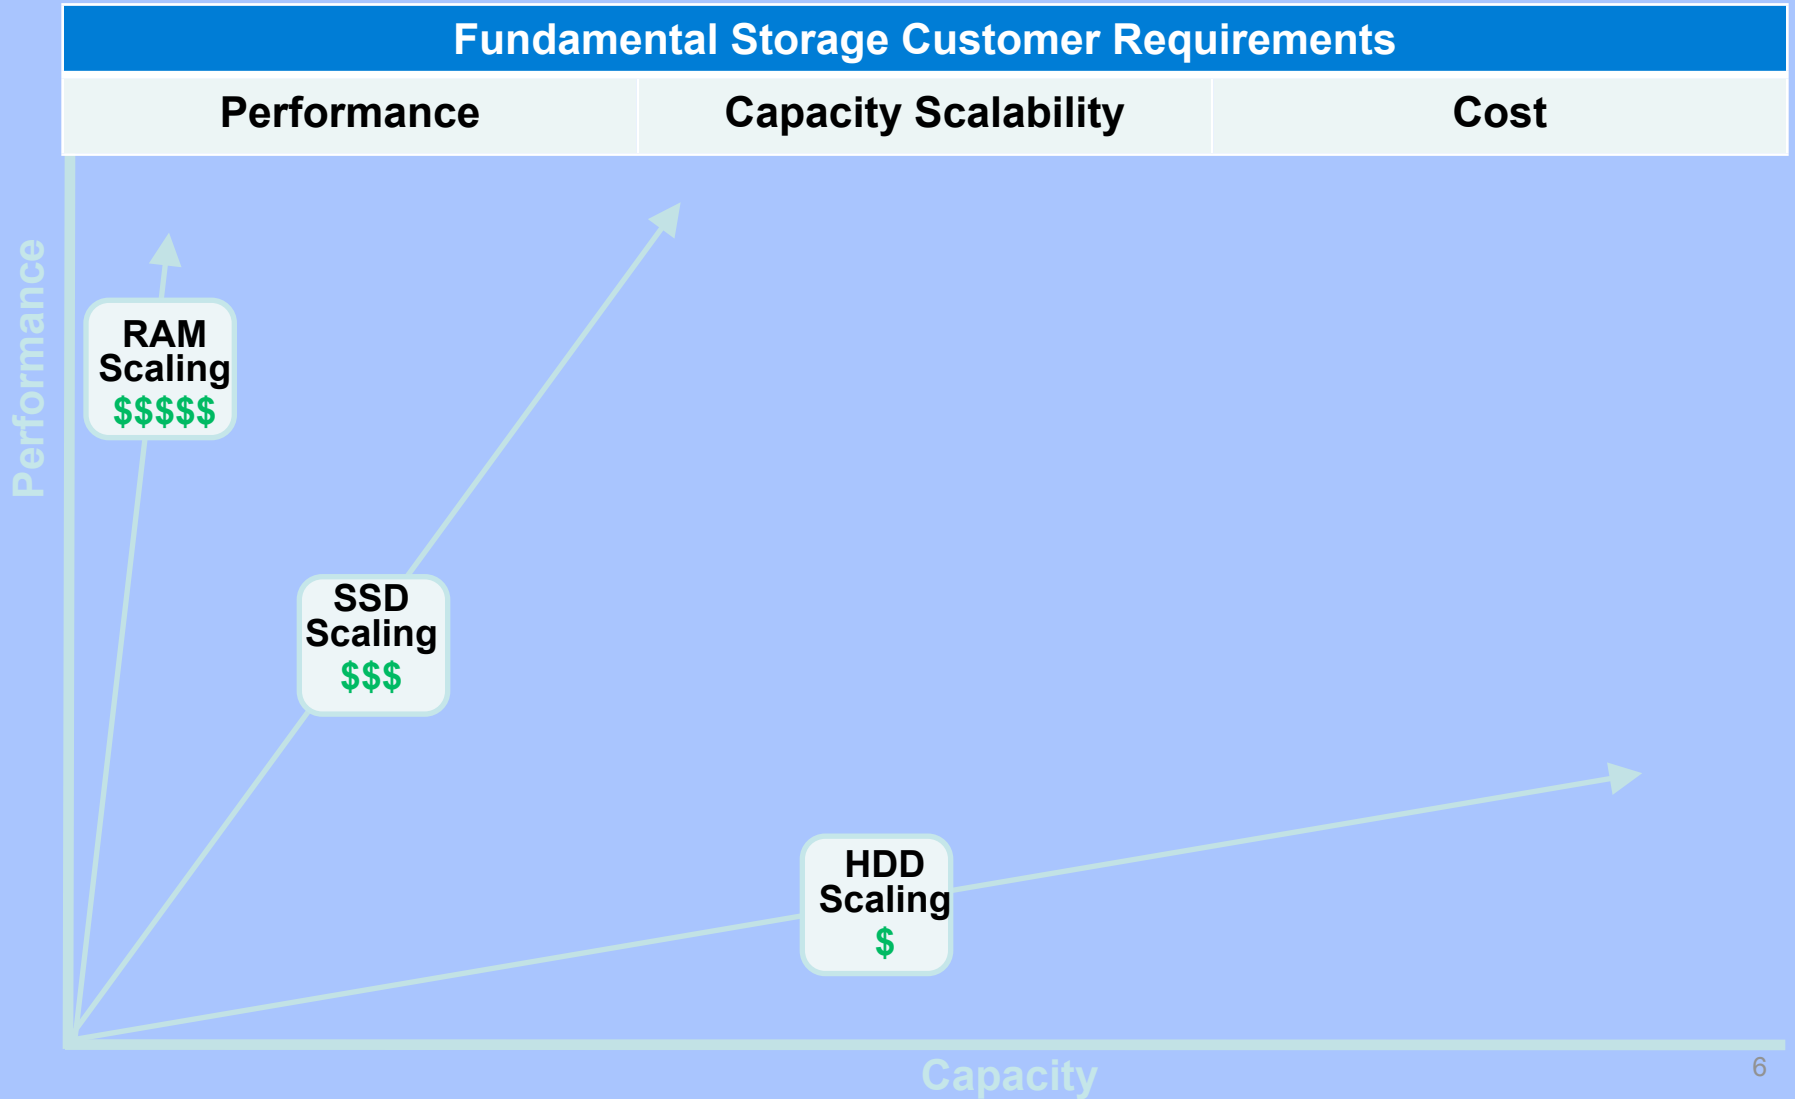 Fundamental Storage Customer Requirements
Performance
Capacity Scalability
Cost
Performance
RAM
Scaling
$$$$$
SSD
Scaling
$$$
HDD
Scaling
$
Capacity
6